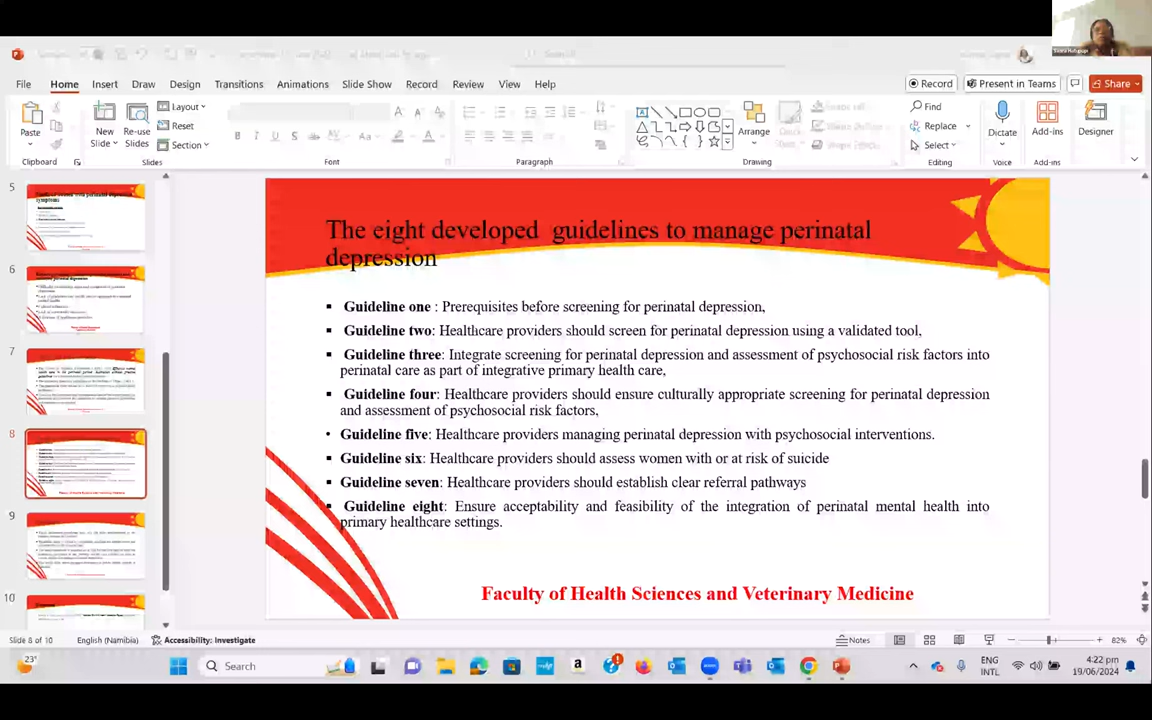 File Home Insert Draw Design Transitions Animations Slide Show Record Review View Help
Record Present in Teams Share
Paste
New Slide
Re-use Slides
Layout
Reset
Section
Arrange
Find
Replace
Select
Dictate
Add-ins
Designer
Clipboard Slides Font Paragraph Drawing Editing Voice Add-ins
5
6
7
8
9
10
The eight developed guidelines to manage perinatal
depression
▪ Guideline one : Prerequisites before screening for perinatal depression,
▪ Guideline two: Healthcare providers should screen for perinatal depression using a validated tool,
▪ Guideline three: Integrate screening for perinatal depression and assessment of psychosocial risk factors into
perinatal care as part of integrative primary health care,
▪ Guideline four: Healthcare providers should ensure culturally appropriate screening for perinatal depression
and assessment of psychosocial risk factors,
• Guideline five: Healthcare providers managing perinatal depression with psychosocial interventions.
▪ Guideline six: Healthcare providers should assess women with or at risk of suicide
▪ Guideline seven: Healthcare providers should establish clear referral pathways
▪ Guideline eight: Ensure acceptability and feasibility of the integration of perinatal mental health into
primary healthcare settings.
Faculty of Health Sciences and Veterinary Medicine
Slide 8 of 10 English (Namibia) Accessibility: Investigate Notes 82%
23°
Search
ENG
INTL
4:22 pm
19/06/2024